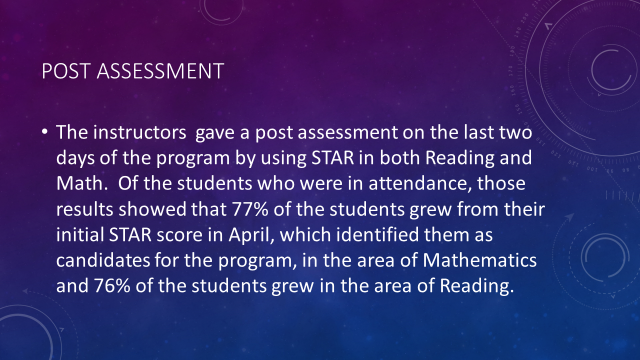 POST ASSESSMENT
• The instructors  gave a post assessment on the last two
days of the program by using STAR in both Reading and
Math.  Of the students who were in attendance, those
results showed that 77% of the students grew from their
initial STAR score in April, which identified them as
candidates for the program, in the area of Mathematics
and 76% of the students grew in the area of Reading.